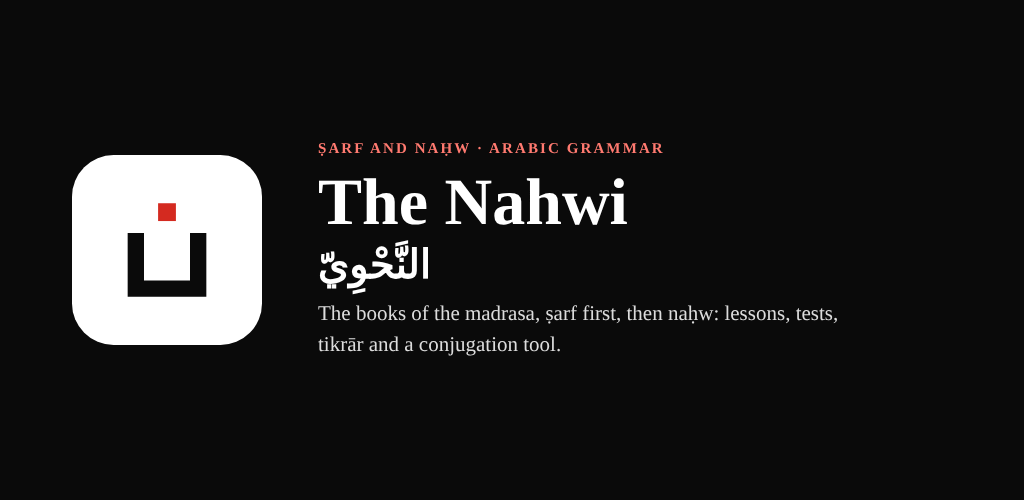 ṢARF AND NAḤW · ARABIC GRAMMAR
The Nahwi
النَّحْوِيّ
The books of the madrasa, ṣarf first, then naḥw: lessons, tests,
tikrār and a conjugation tool.